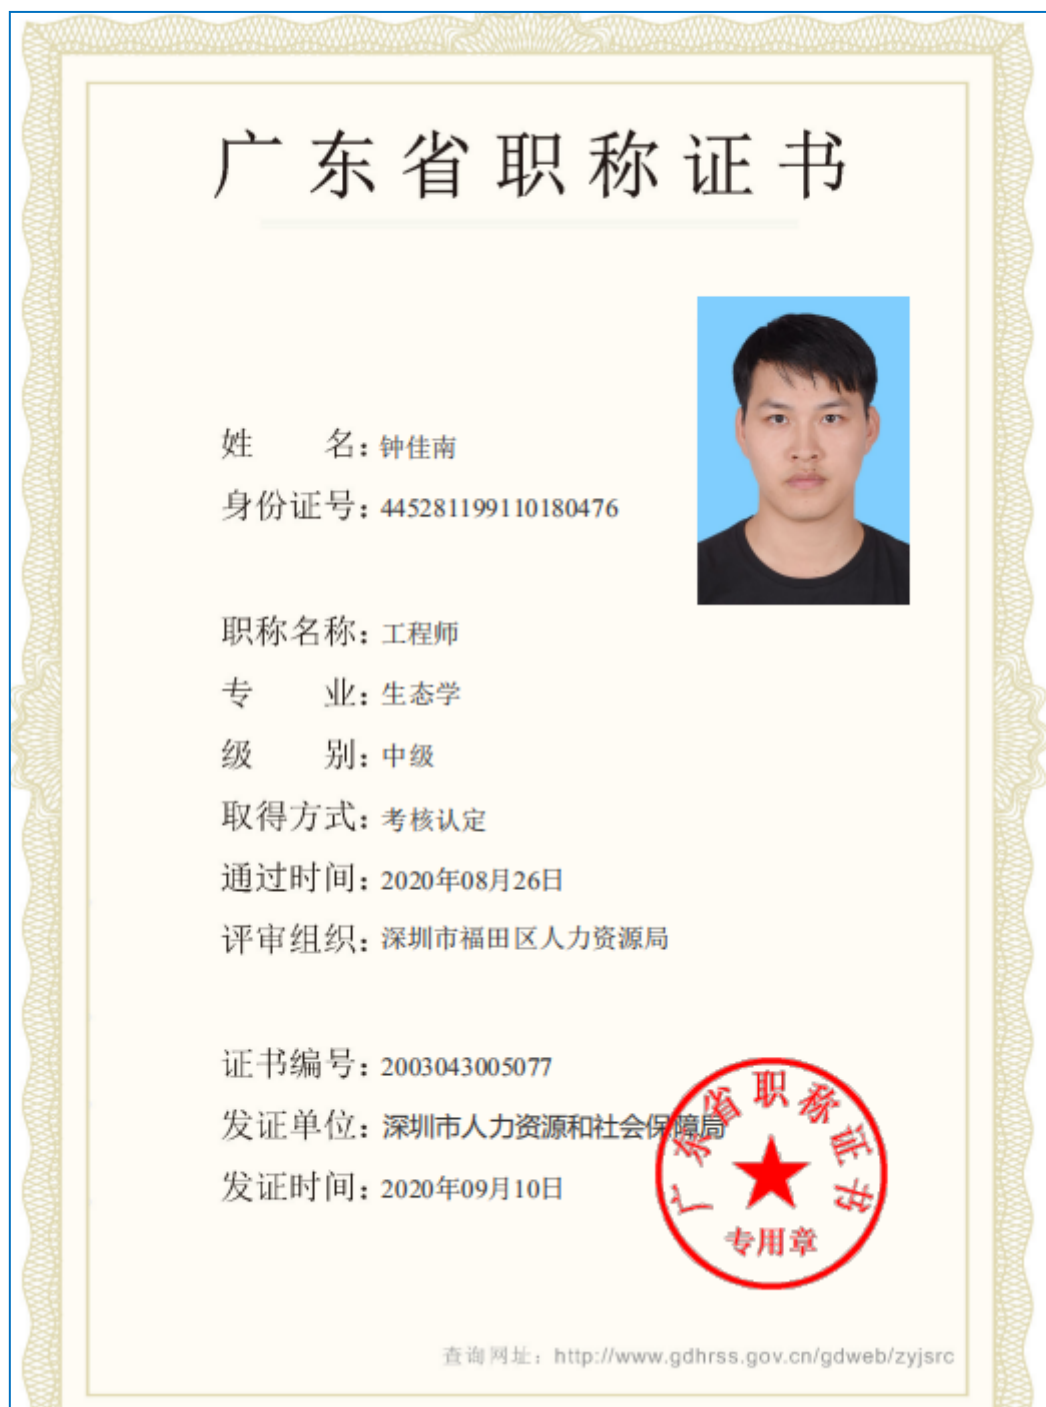 广东省职称证书
姓 名：钟佳南
身份证号：445281199110180476
职称名称：工程师
专 业：生态学
级 别：中级
取得方式：考核认定
通过时间：2020年08月26日
评审组织：深圳市福田区人力资源局
证书编号：2003043005077
发证单位：深圳市人力资源和社会保障局
发证时间：2020年09月10日
广东省职称证书
专用章
查询网址：http://www.gdhrss.gov.cn/gdweb/zyjsrc